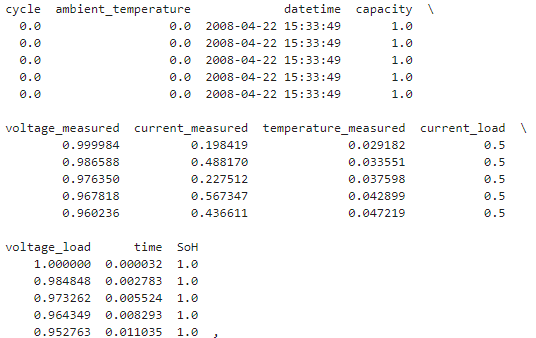 cycle  ambient_temperature            datetime  capacity  \
  0.0                  0.0 2008-04-22 15:33:49       1.0
  0.0                  0.0 2008-04-22 15:33:49       1.0
  0.0                  0.0 2008-04-22 15:33:49       1.0
  0.0                  0.0 2008-04-22 15:33:49       1.0
  0.0                  0.0 2008-04-22 15:33:49       1.0
voltage_measured  current_measured  temperature_measured  current_load  \
        0.999984          0.198419              0.029182           0.5
        0.986588          0.488170              0.033551           0.5
        0.976350          0.227512              0.037598           0.5
        0.967818          0.567347              0.042899           0.5
        0.960236          0.436611              0.047219           0.5
voltage_load      time  SoH
    1.000000  0.000032  1.0
    0.984848  0.002783  1.0
    0.973262  0.005524  1.0
    0.964349  0.008293  1.0
    0.952763  0.011035  1.0  ,